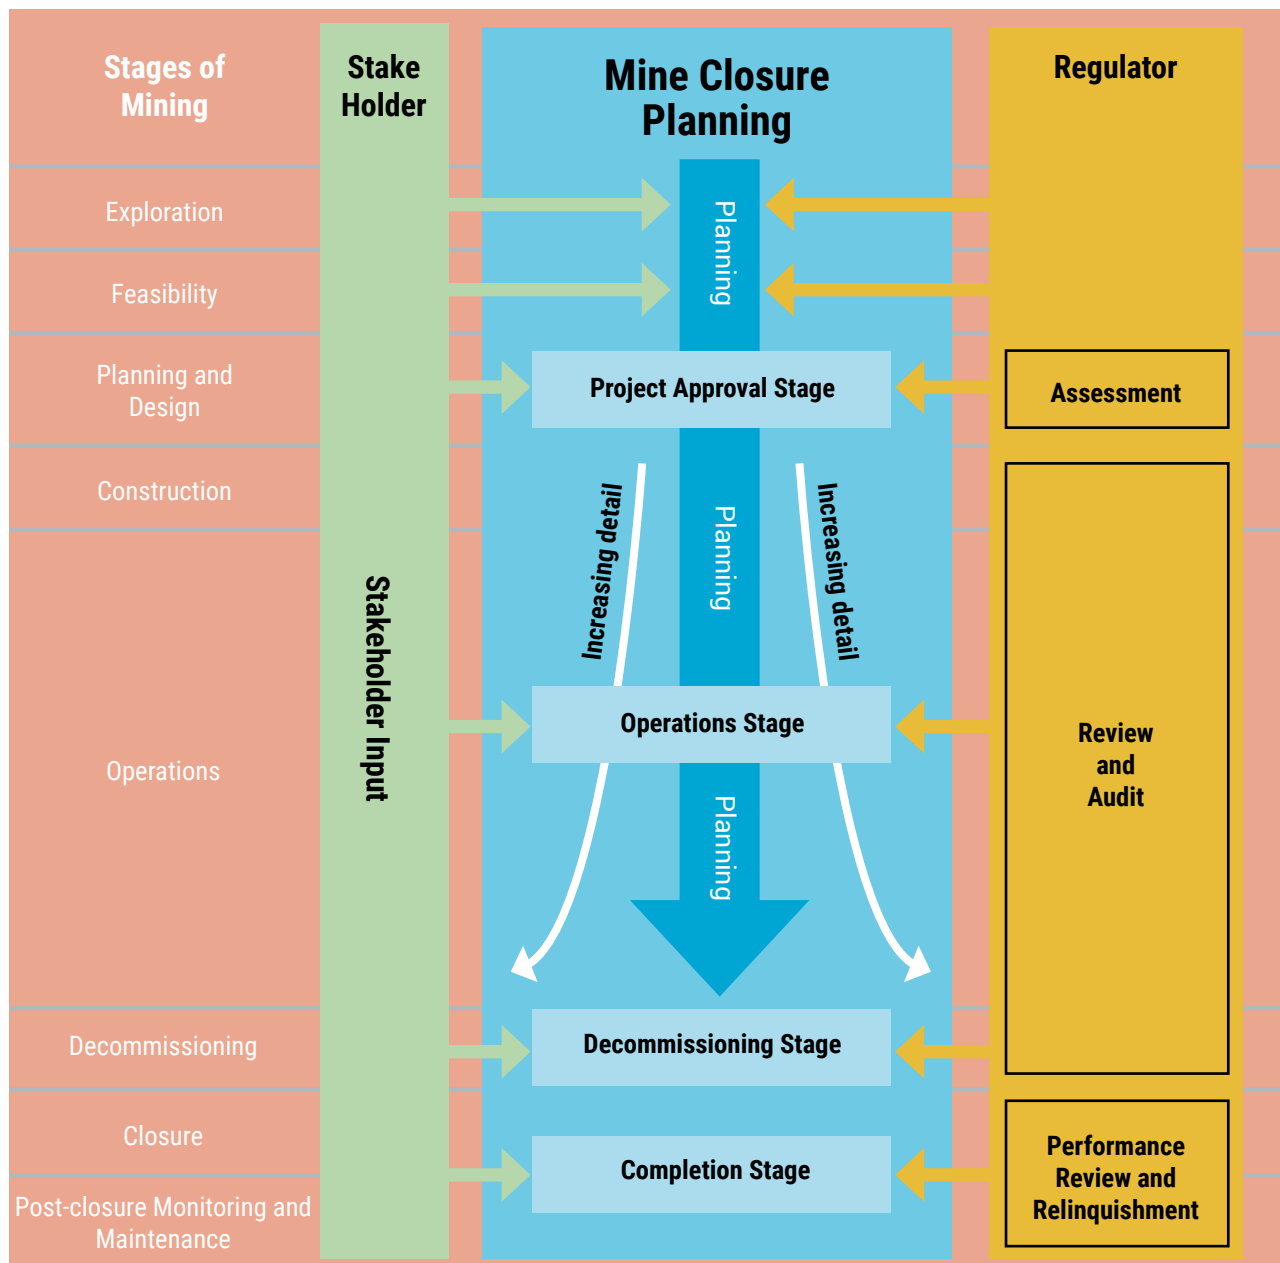 Stages of
Mining
Stake
Holder
Mine Closure
Planning
Regulator
Exploration
Planning
Feasibility
Planning and
Design
Project Approval Stage
Assessment
Construction
Increasing detail
Planning
Increasing detail
Stakeholder Input
Operations
Operations Stage
Review
and
Audit
Planning
Decommissioning
Decommissioning Stage
Closure
Completion Stage
Performance
Review and
Relinquishment
Post-closure Monitoring and
Maintenance